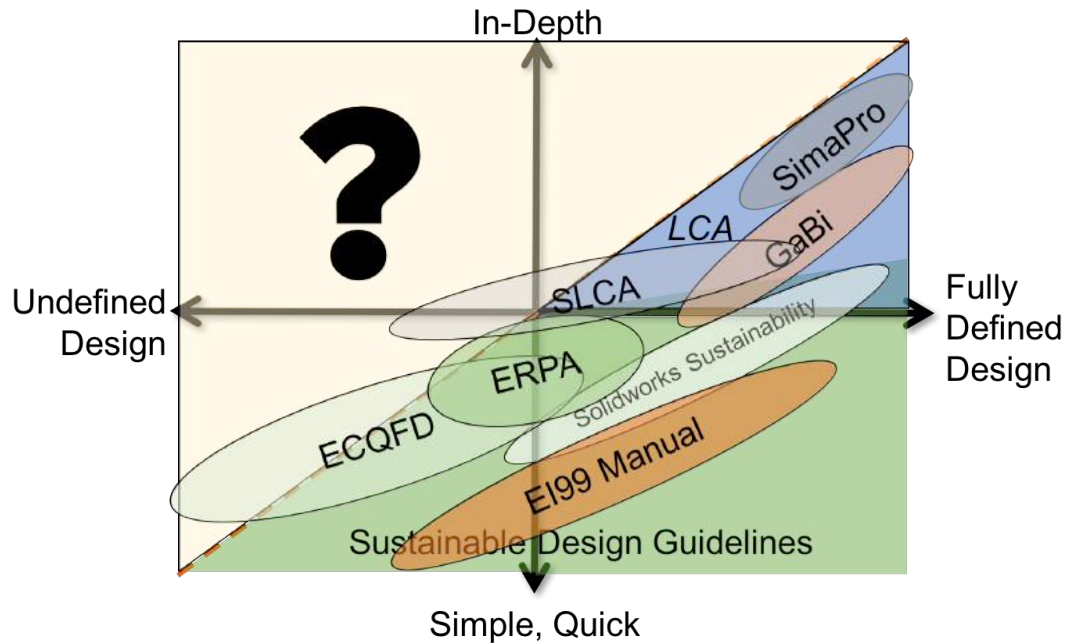 In-Depth
?
SimaPro
LCA
GaBi
Undefined
Design
SLCA
Fully
Defined
Design
ERPA
Solidworks Sustainability
ECQFD
EI99 Manual
Sustainable Design Guidelines
Simple, Quick